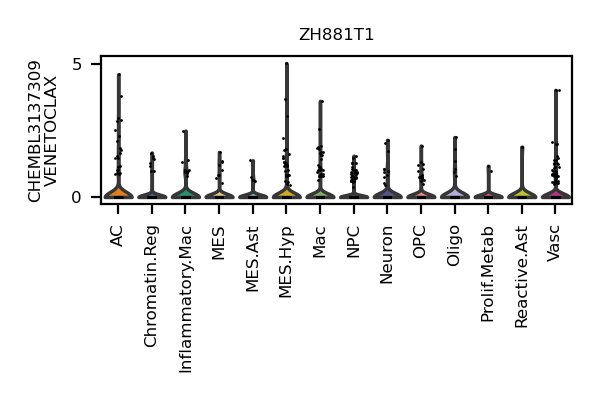 ZH881T1
CHEMBL3137309
VENETOCLAX
5
0
AC
Chromatin.Reg
Inflammatory.Mac
MES
MES.Ast
MES.Hyp
Mac
NPC
Neuron
OPC
Oligo
Prolif.Metab
Reactive.Ast
Vasc